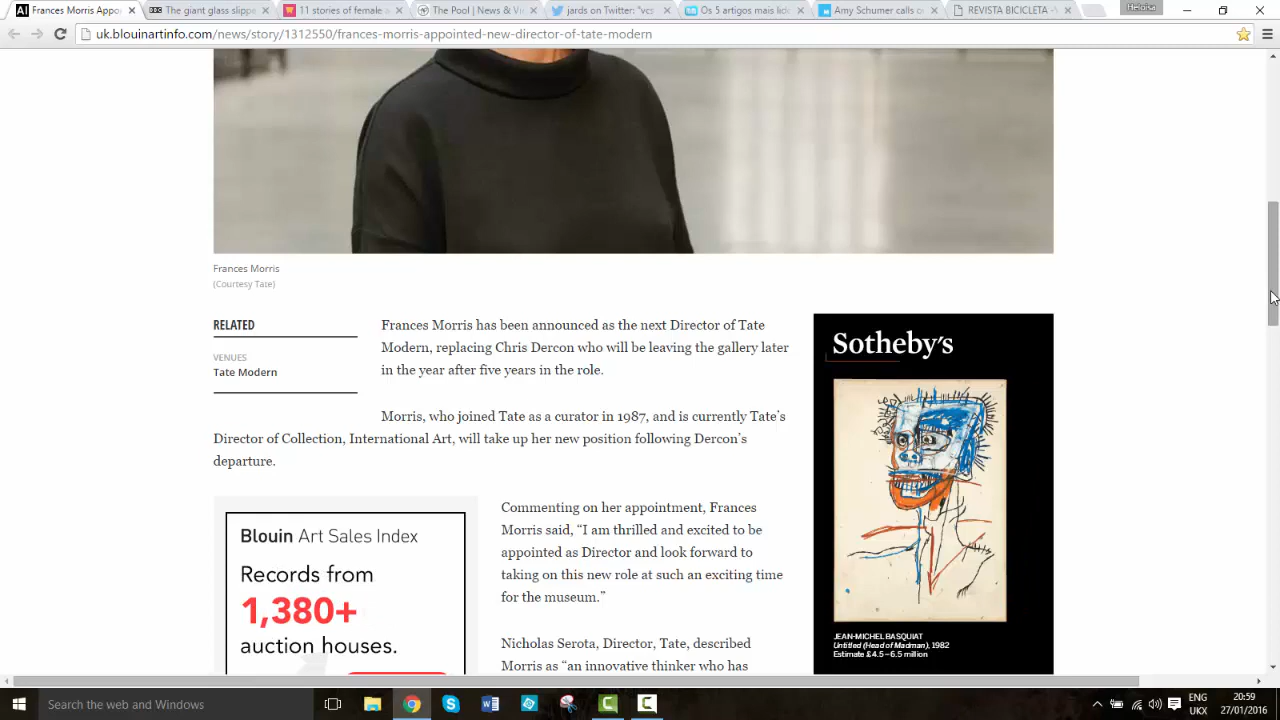 Frances Morris Appo
The giant glass slippe
11 stories of female a
The Pool | News & Vi
jards on Twitter: "vcs
Os 5 artigos mais lido
Amy Schumer calls o
REVISTA BICICLETA -
Heloisa
uk.blouinartinfo.com/news/story/1312550/frances-morris-appointed-new-director-of-tate-modern
Frances Morris
(Courtesy Tate)
RELATED
VENUES
Tate Modern
Frances Morris has been announced as the next Director of Tate
Modern, replacing Chris Dercon who will be leaving the gallery later
in the year after five years in the role.
Morris, who joined Tate as a curator in 1987, and is currently Tate's
Director of Collection, International Art, will take up her new position following Dercon's
departure.
Commenting on her appointment, Frances
Morris said, “I am thrilled and excited to be
appointed as Director and look forward to
taking on this new role at such an exciting time
for the museum.”
Nicholas Serota, Director, Tate, described
Morris as “an innovative thinker who has
Blouin Art Sales Index
Records from
1,380+
auction houses.
Sotheby's
JEAN-MICHEL BASQUIAT
Untitled (Head of Madman), 1982
Estimate £4.5–6.5 million
Search the web and Windows
ENG
UKX
20:59
27/01/2016